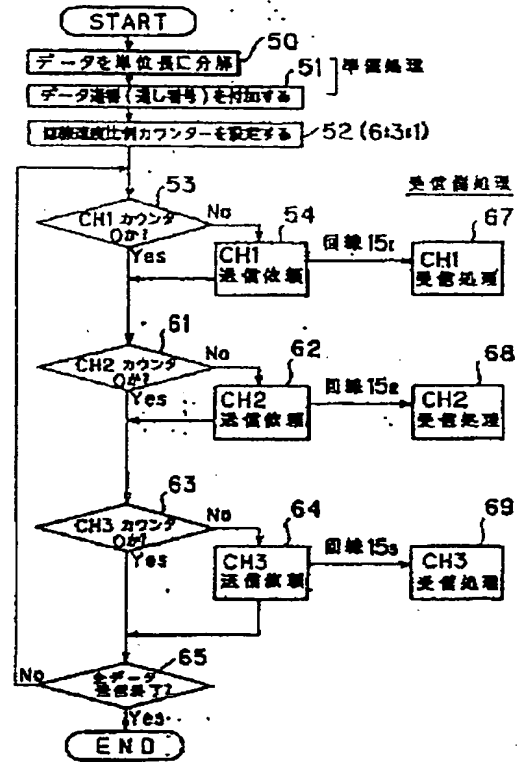 START
50
データを単位長に分解
51
準備処理
データ連番(通し番号)を付加する
回線速度比例カウンターを設定する
52 (6:3:1)
53
受信側処理
CH1 カウンタ
0か?
No
Yes
54
CH1
送信依頼
回線 15₁
67
CH1
受信処理
61
CH2 カウンタ
0か?
No
Yes
62
CH2
送信依頼
回線 15₂
68
CH2
受信処理
63
CH3 カウンタ
0か?
No
Yes
64
CH3
送信依頼
回線 15₃
69
CH3
受信処理
65
全データ
送信終了?
No
Yes
END